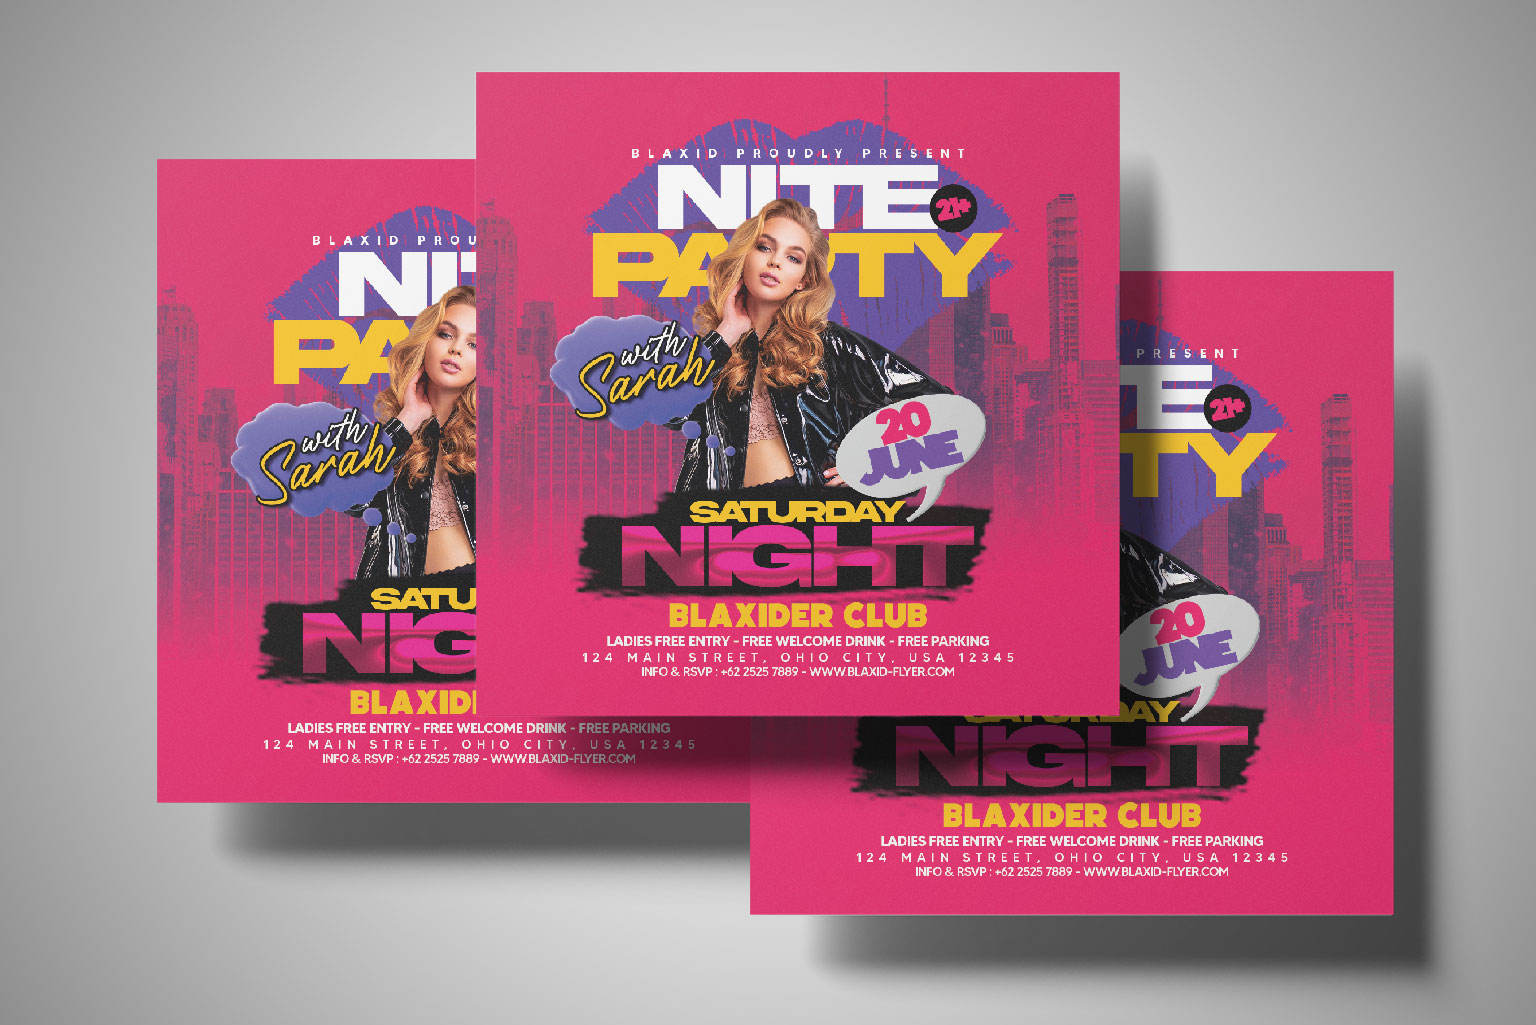 BLAXID PROUDLY PRESENT
NITE
21+
PARTY
with
Sarah
20
JUNE
SATURDAY
NIGHT
BLAXIDER CLUB
LADIES FREE ENTRY - FREE WELCOME DRINK - FREE PARKING
124 MAIN STREET, OHIO CITY, USA 12345
INFO & RSVP : +62 2525 7889 - WWW.BLAXID-FLYER.COM
BLAXID PROU
NIT
PA
with
Sarah
SATU
NIG
BLAXID
LADIES FREE ENTRY - FREE WELCOME DRINK - FREE PARKING
124 MAIN STREET, OHIO CITY, USA 12345
INFO & RSVP : +62 2525 7889 - WWW.BLAXID-FLYER.COM
PRESENT
TE
21+
TY
20
JUNE
SATURDAY
NIGHT
BLAXIDER CLUB
LADIES FREE ENTRY - FREE WELCOME DRINK - FREE PARKING
124 MAIN STREET, OHIO CITY, USA 12345
INFO & RSVP : +62 2525 7889 - WWW.BLAXID-FLYER.COM